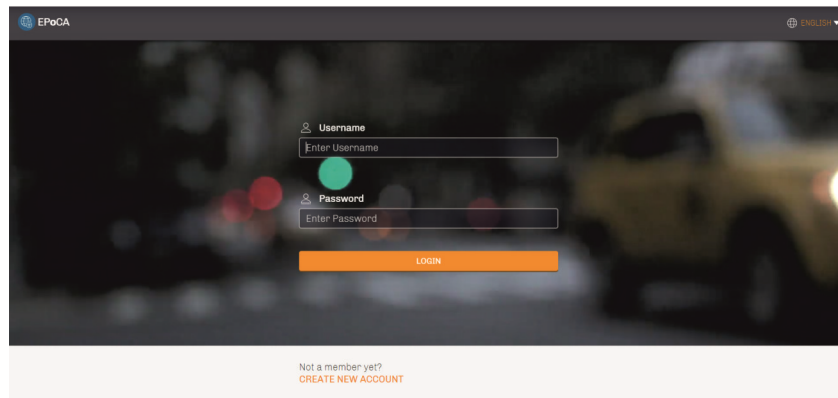 EPoCA
ENGLISH
Username
Enter Username
Password
Enter Password
LOGIN
Not a member yet?
CREATE NEW ACCOUNT